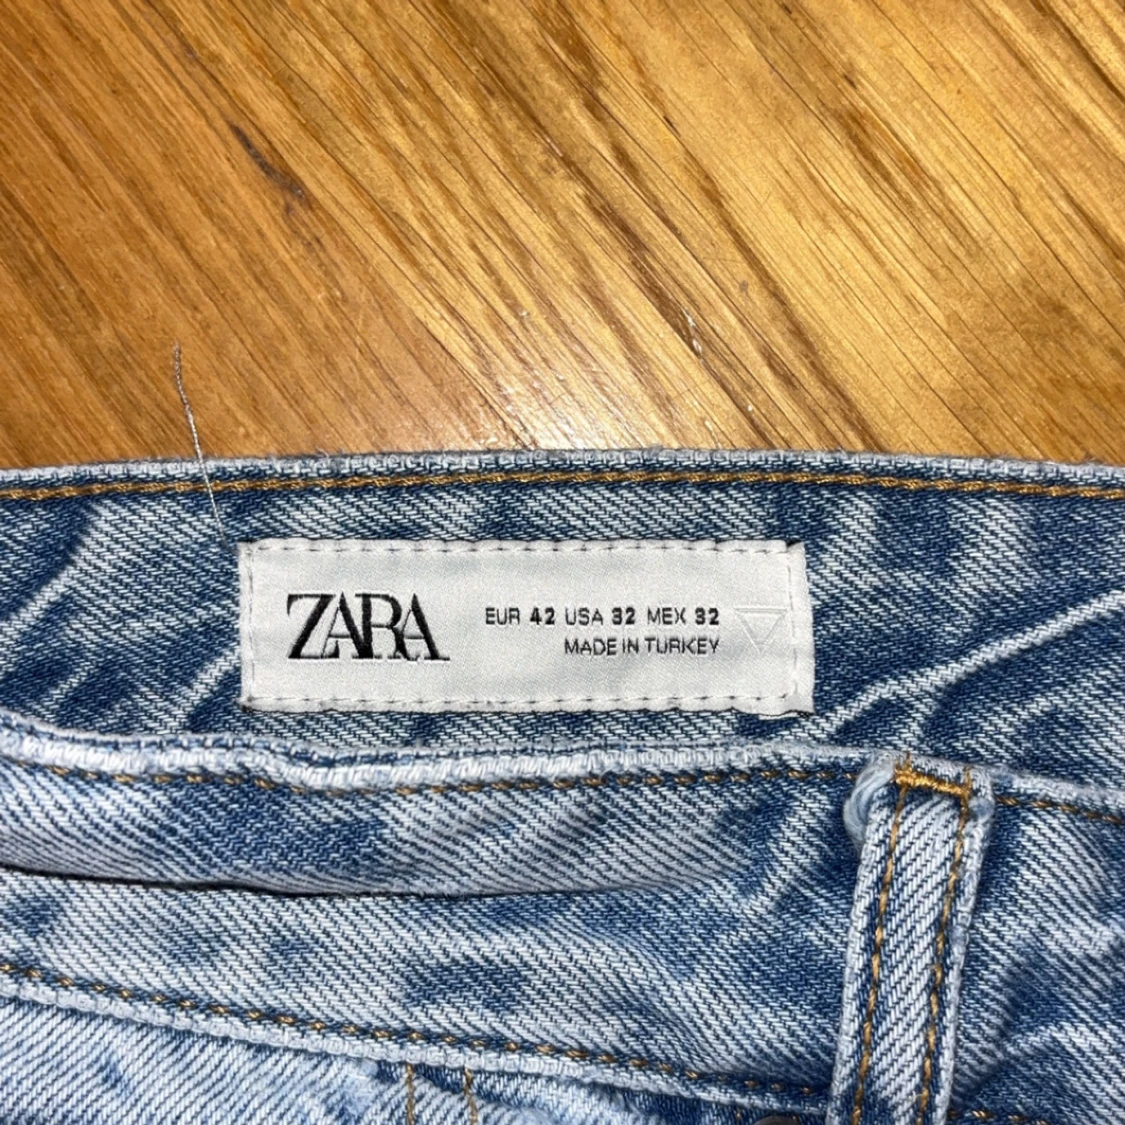 ZARA
EUR 42 USA 32 MEX 32
MADE IN TURKEY